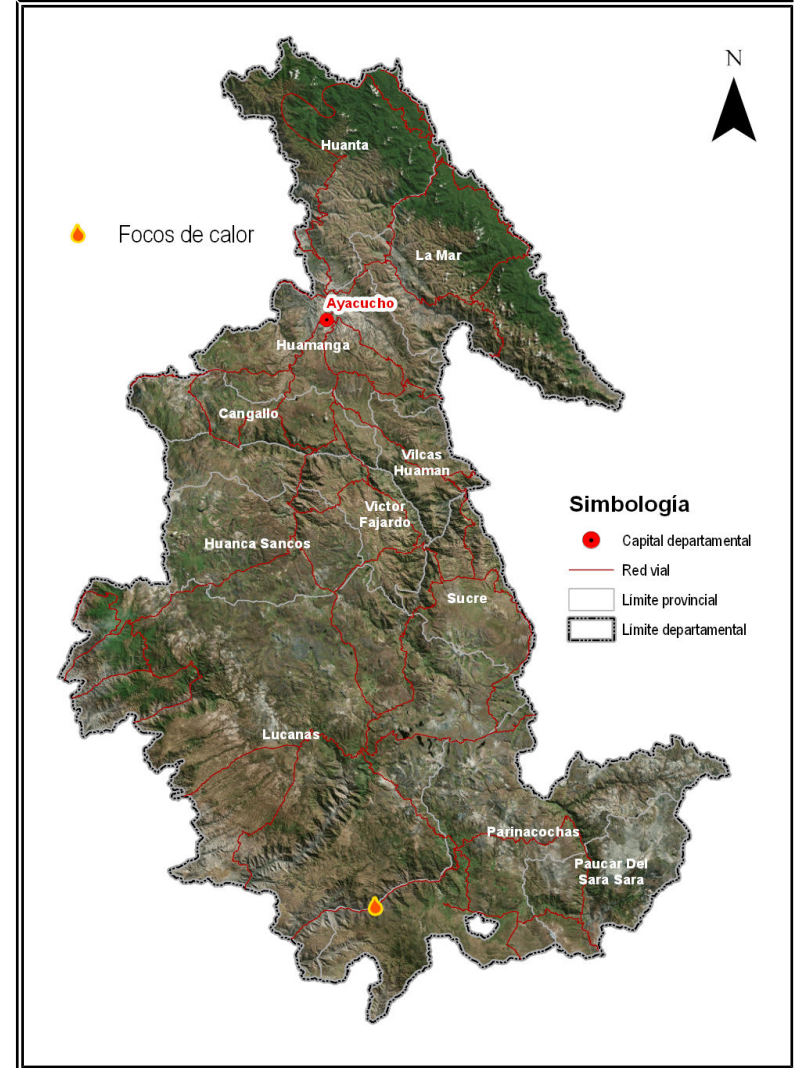 N
Huanta
Focos de calor
La Mar
Ayacucho
Huamanga
Cangallo
Vilcas
Huaman
Victor
Fajardo
Huanca Sancos
Sucre
Lucanas
Parinacochas
Paucar Del
Sara Sara
Simbología
Capital departamental
Red vial
Límite provincial
Límite departamental